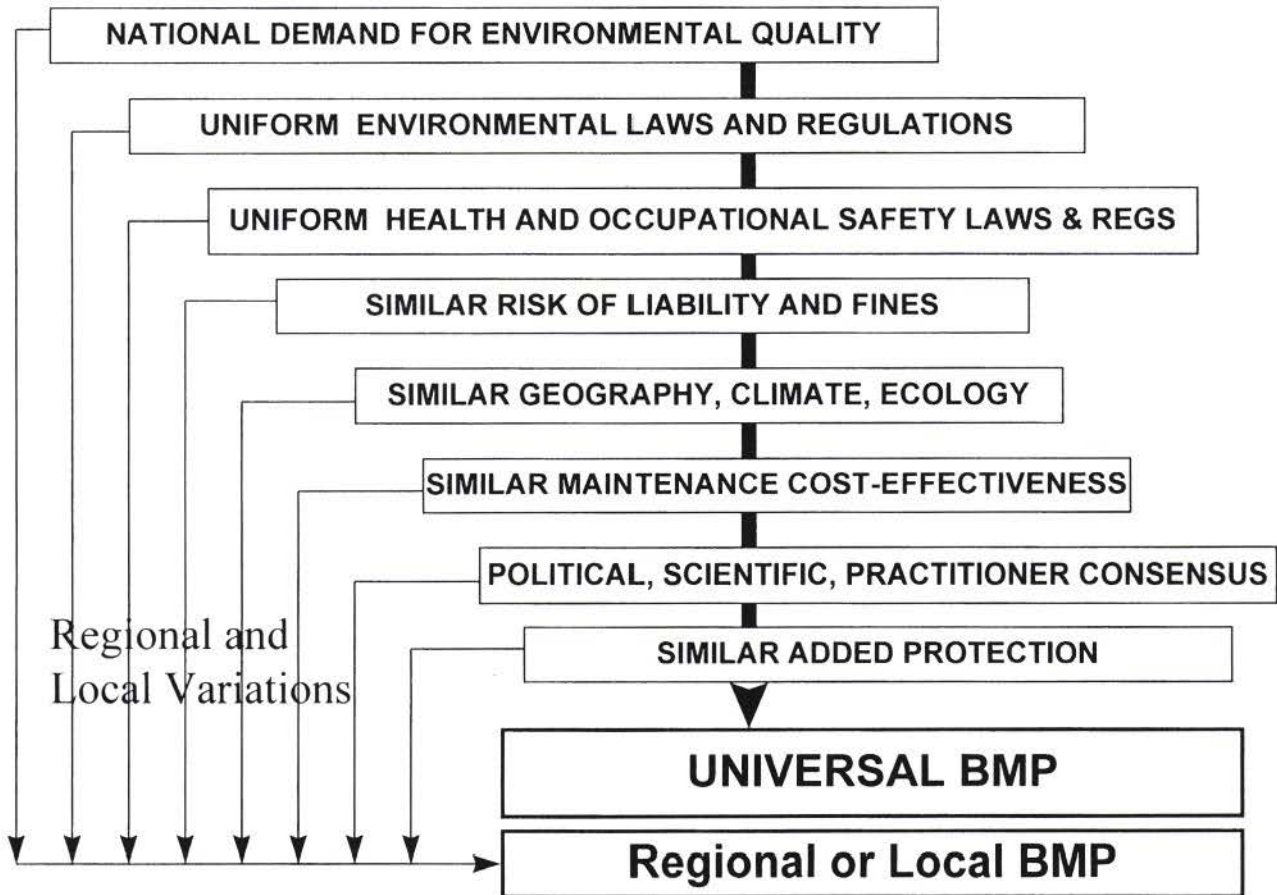 NATIONAL DEMAND FOR ENVIRONMENTAL QUALITY
UNIFORM ENVIRONMENTAL LAWS AND REGULATIONS
UNIFORM HEALTH AND OCCUPATIONAL SAFETY LAWS & REGS
SIMILAR RISK OF LIABILITY AND FINES
SIMILAR GEOGRAPHY, CLIMATE, ECOLOGY
SIMILAR MAINTENANCE COST-EFFECTIVENESS
POLITICAL, SCIENTIFIC, PRACTITIONER CONSENSUS
Regional and
Local Variations
SIMILAR ADDED PROTECTION
UNIVERSAL BMP
Regional or Local BMP